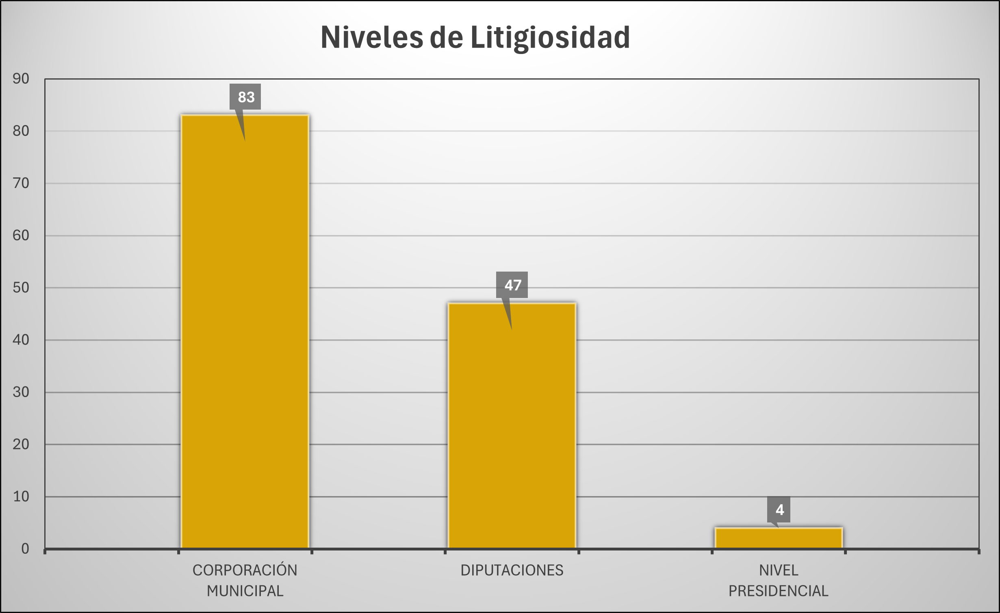 Niveles de Litigiosidad
90
80
70
60
50
40
30
20
10
0
83
47
4
CORPORACIÓN
MUNICIPAL
DIPUTACIONES
NIVEL
PRESIDENCIAL